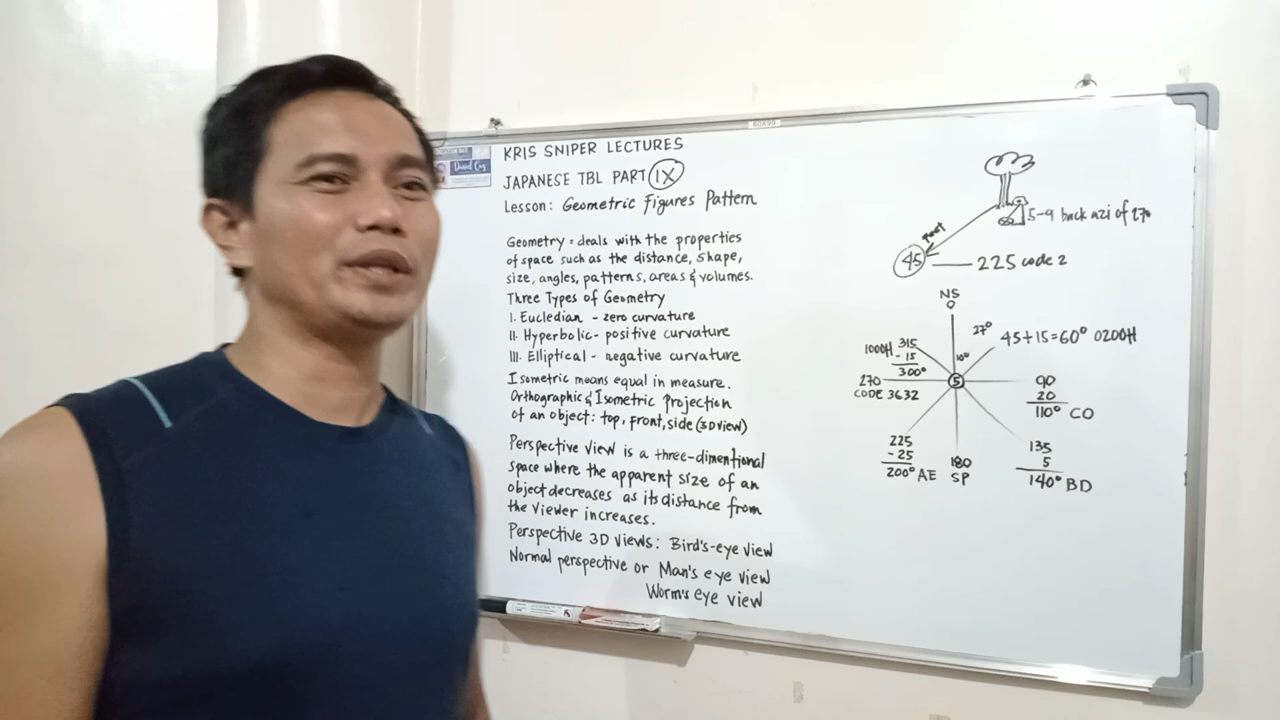 60X90
KRIS SNIPER LECTURES
JAPANESE TBL PART IX
Lesson: Geometric Figures Pattern
Geometry = deals with the properties
of space such as the distance, shape,
size, angles, patterns, areas & volumes.
Three Types of Geometry
I. Eucledian - zero curvature
II. Hyperbolic - positive curvature
III. Elliptical - negative curvature
Isometric means equal in measure.
Orthographic & Isometric Projection
of an object: top, front, side (3D view)
Perspective view is a three-dimentional
space where the apparent size of an
object decreases as its distance from
the viewer increases.
Perspective 3D views: Bird's-eye view
Normal perspective or Man's eye view
Worm's eye view
5-9 back azi of 270
45
225 code 2
NS
0
27°
45+15=60° 0200H
10°
1000H 315
- 15
300°
270
CODE 3632
5
90
20
110° CO
225
- 25
200° AE
180
SP
135
5
140° BD